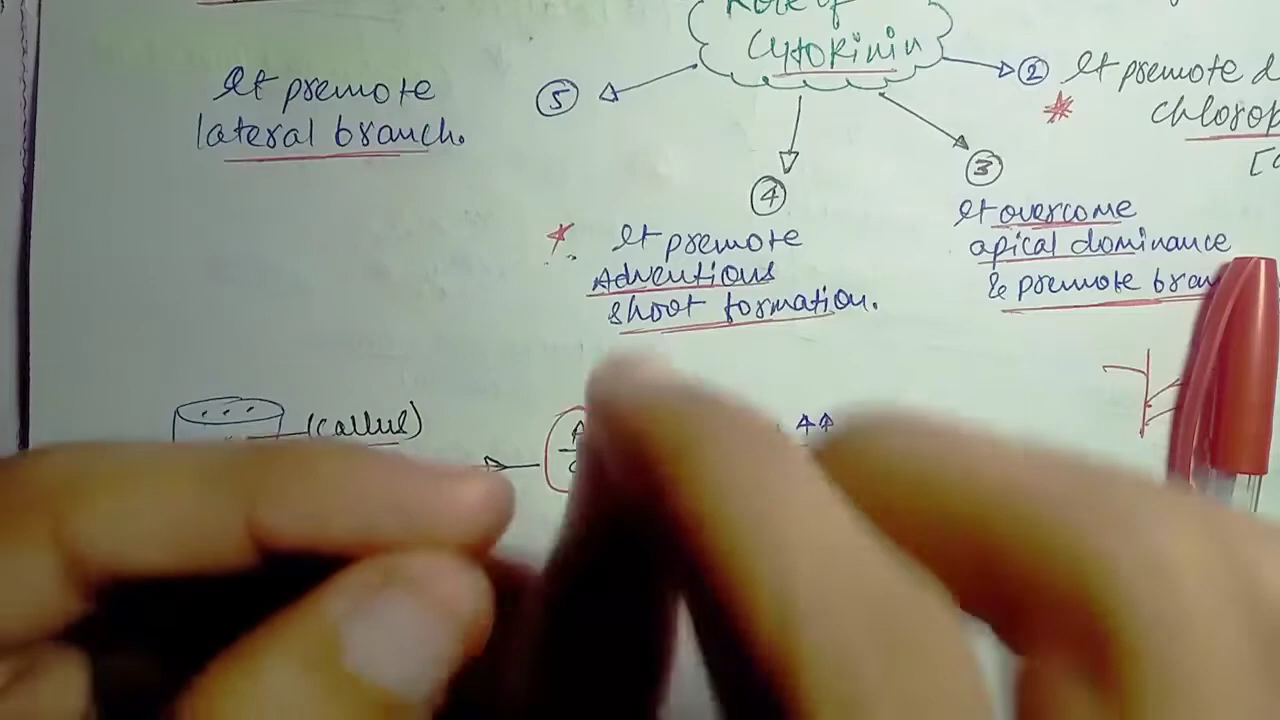 Role of
Cytokinin
It premote
lateral branch.
5
2
It premote d
chlorop
3
It overcome
apical dominance
& premote bran
4
It premote
Adventious
shoot formation.
(callus)